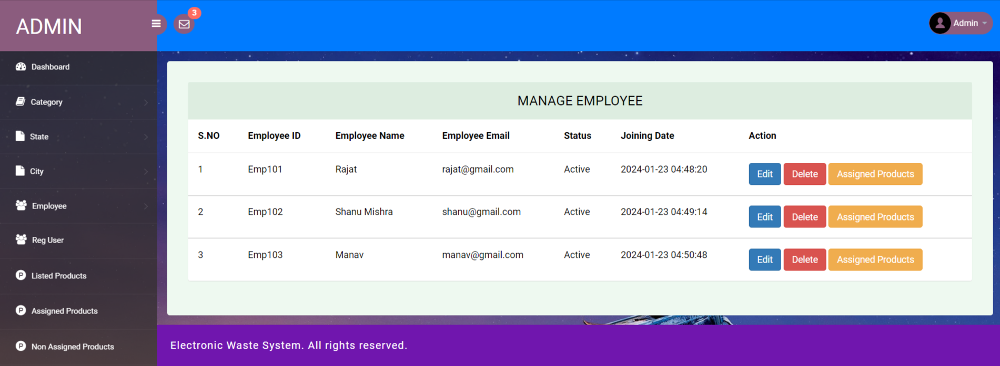 ADMIN
3
Admin
Dashboard
Category
State
City
Employee
Reg User
Listed Products
Assigned Products
Non Assigned Products
MANAGE EMPLOYEE
S.NO Employee ID Employee Name Employee Email Status Joining Date Action
1 Emp101 Rajat rajat@gmail.com Active 2024-01-23 04:48:20 Edit Delete Assigned Products
2 Emp102 Shanu Mishra shanu@gmail.com Active 2024-01-23 04:49:14 Edit Delete Assigned Products
3 Emp103 Manav manav@gmail.com Active 2024-01-23 04:50:48 Edit Delete Assigned Products
Electronic Waste System. All rights reserved.